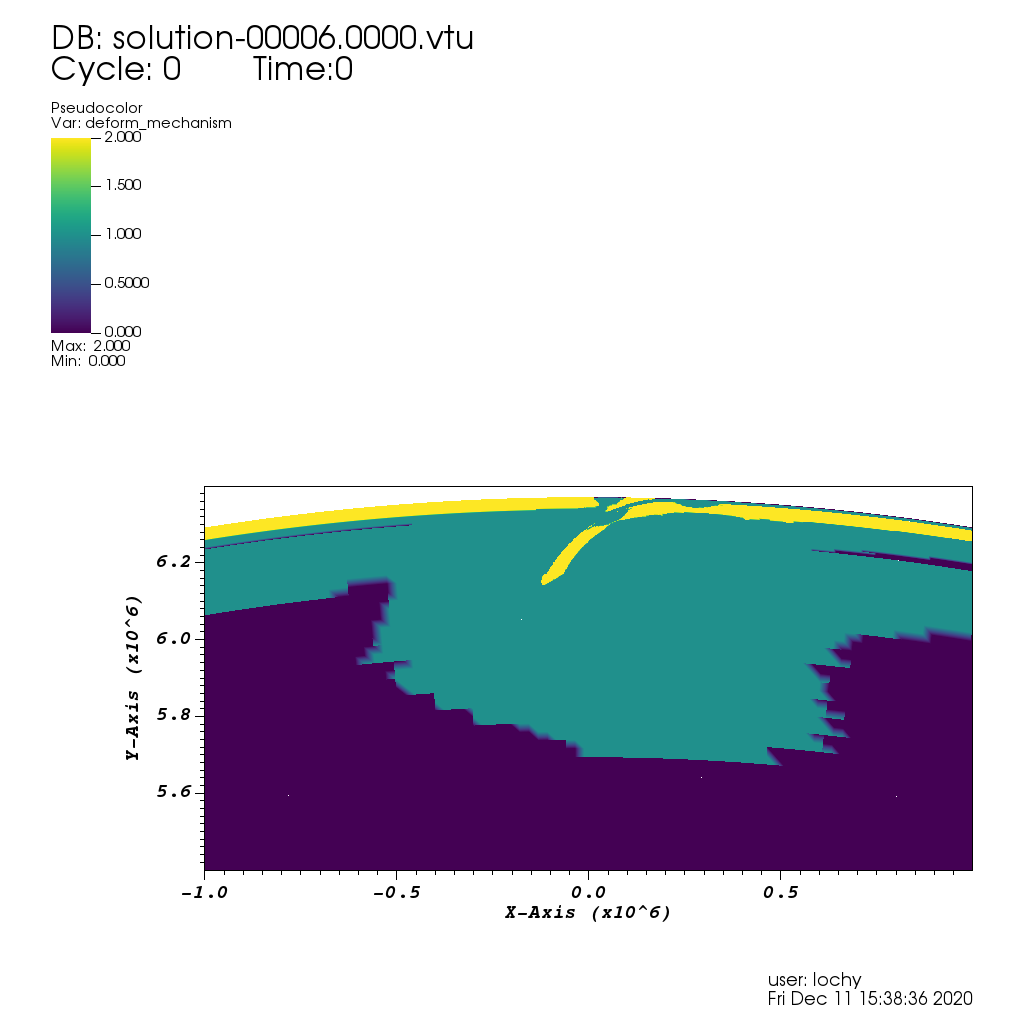 DB: solution-00006.0000.vtu
Cycle: 0 Time:0
Pseudocolor
Var: deform_mechanism
2.000
1.500
1.000
0.5000
0.000
Max: 2.000
Min: 0.000
6.2
6.0
5.8
5.6
Y-Axis (x10^6)
-1.0 -0.5 0.0 0.5
X-Axis (x10^6)
user: lochy
Fri Dec 11 15:38:36 2020